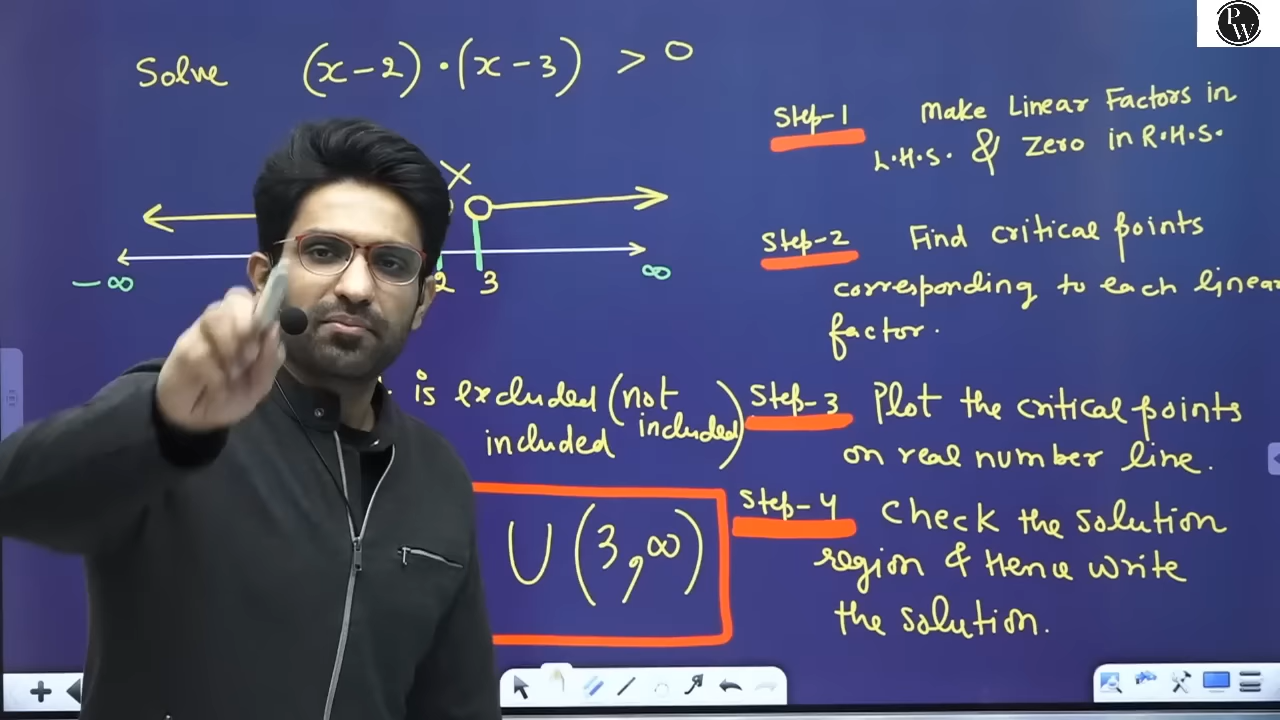 PW
Solve (x-2)·(x-3) > 0
X
2 3
-∞ ∞
is excluded (not included)
included
U (3,∞)
Step-1 Make Linear Factors in
L.H.S. & Zero in R.H.S.
Step-2 Find critical points
corresponding to each linear
factor.
Step-3 Plot the critical points
on real number line.
Step-4 Check the solution
region & Hence write
the solution.